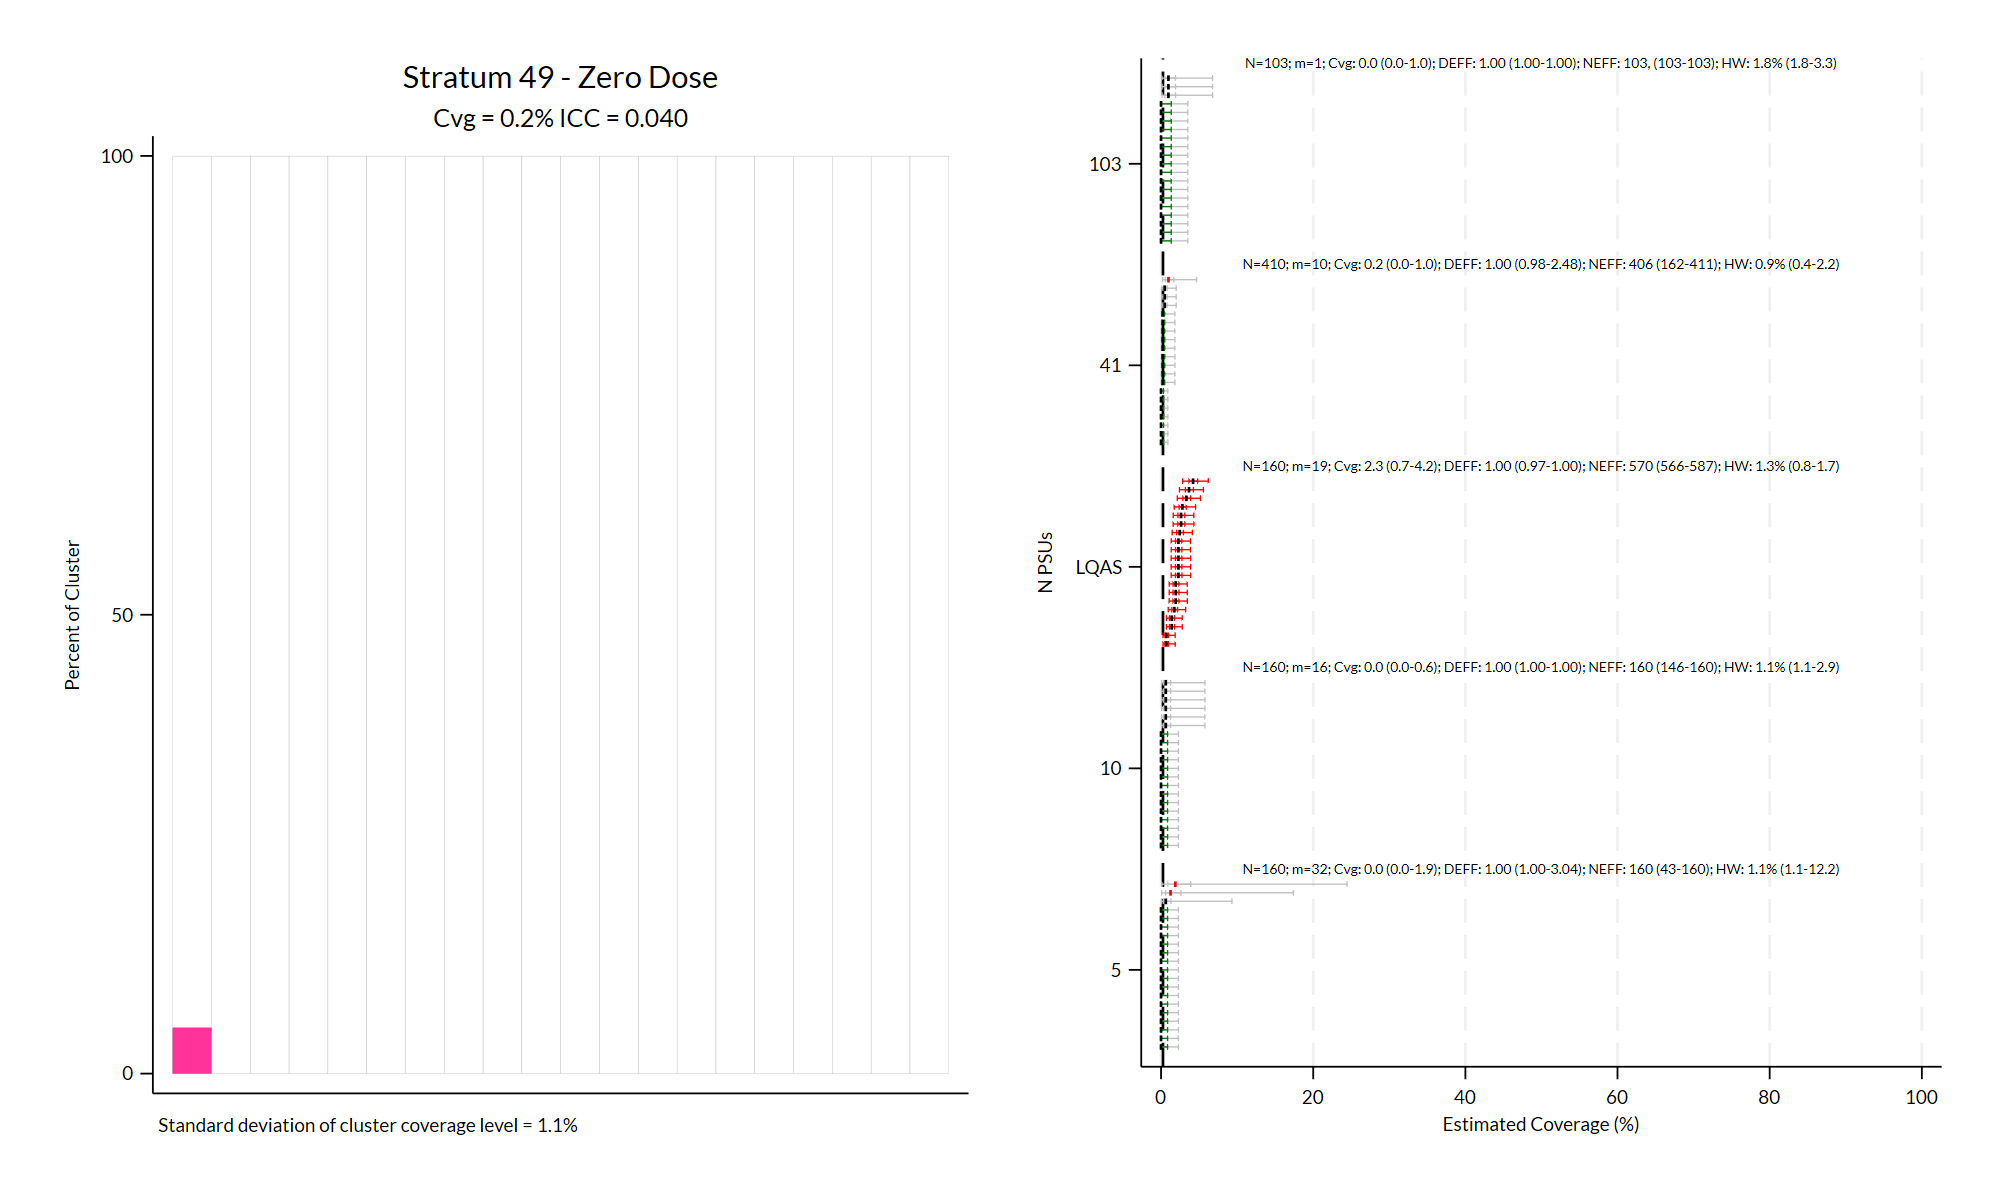 Stratum 49 - Zero Dose
Cvg = 0.2% ICC = 0.040
100
50
0
Percent of Cluster
Standard deviation of cluster coverage level = 1.1%
N=103; m=1; Cvg: 0.0 (0.0-1.0); DEFF: 1.00 (1.00-1.00); NEFF: 103, (103-103); HW: 1.8% (1.8-3.3)
103
N=410; m=10; Cvg: 0.2 (0.0-1.0); DEFF: 1.00 (0.98-2.48); NEFF: 406 (162-411); HW: 0.9% (0.4-2.2)
41
N=160; m=19; Cvg: 2.3 (0.7-4.2); DEFF: 1.00 (0.97-1.00); NEFF: 570 (566-587); HW: 1.3% (0.8-1.7)
LQAS
N=160; m=16; Cvg: 0.0 (0.0-0.6); DEFF: 1.00 (1.00-1.00); NEFF: 160 (146-160); HW: 1.1% (1.1-2.9)
10
N=160; m=32; Cvg: 0.0 (0.0-1.9); DEFF: 1.00 (1.00-3.04); NEFF: 160 (43-160); HW: 1.1% (1.1-12.2)
5
N PSUs
0 20 40 60 80 100
Estimated Coverage (%)